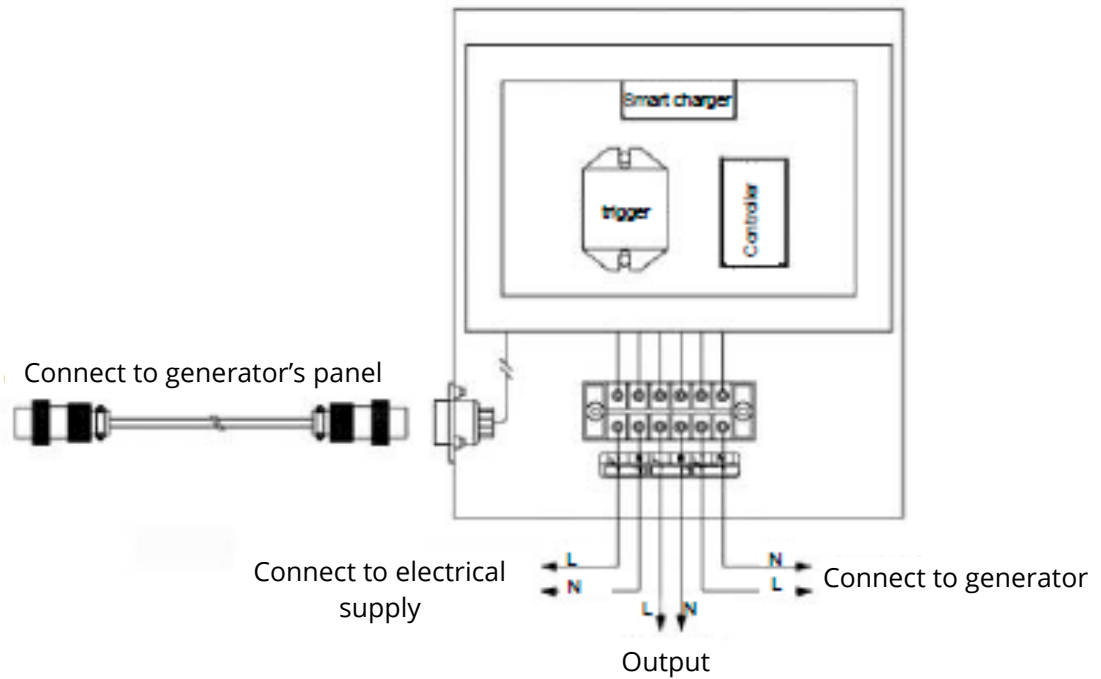 Smart charger
trigger
Controller
Connect to generator’s panel
L
N
Connect to electrical
supply
N
L
Connect to generator
L
N
Output